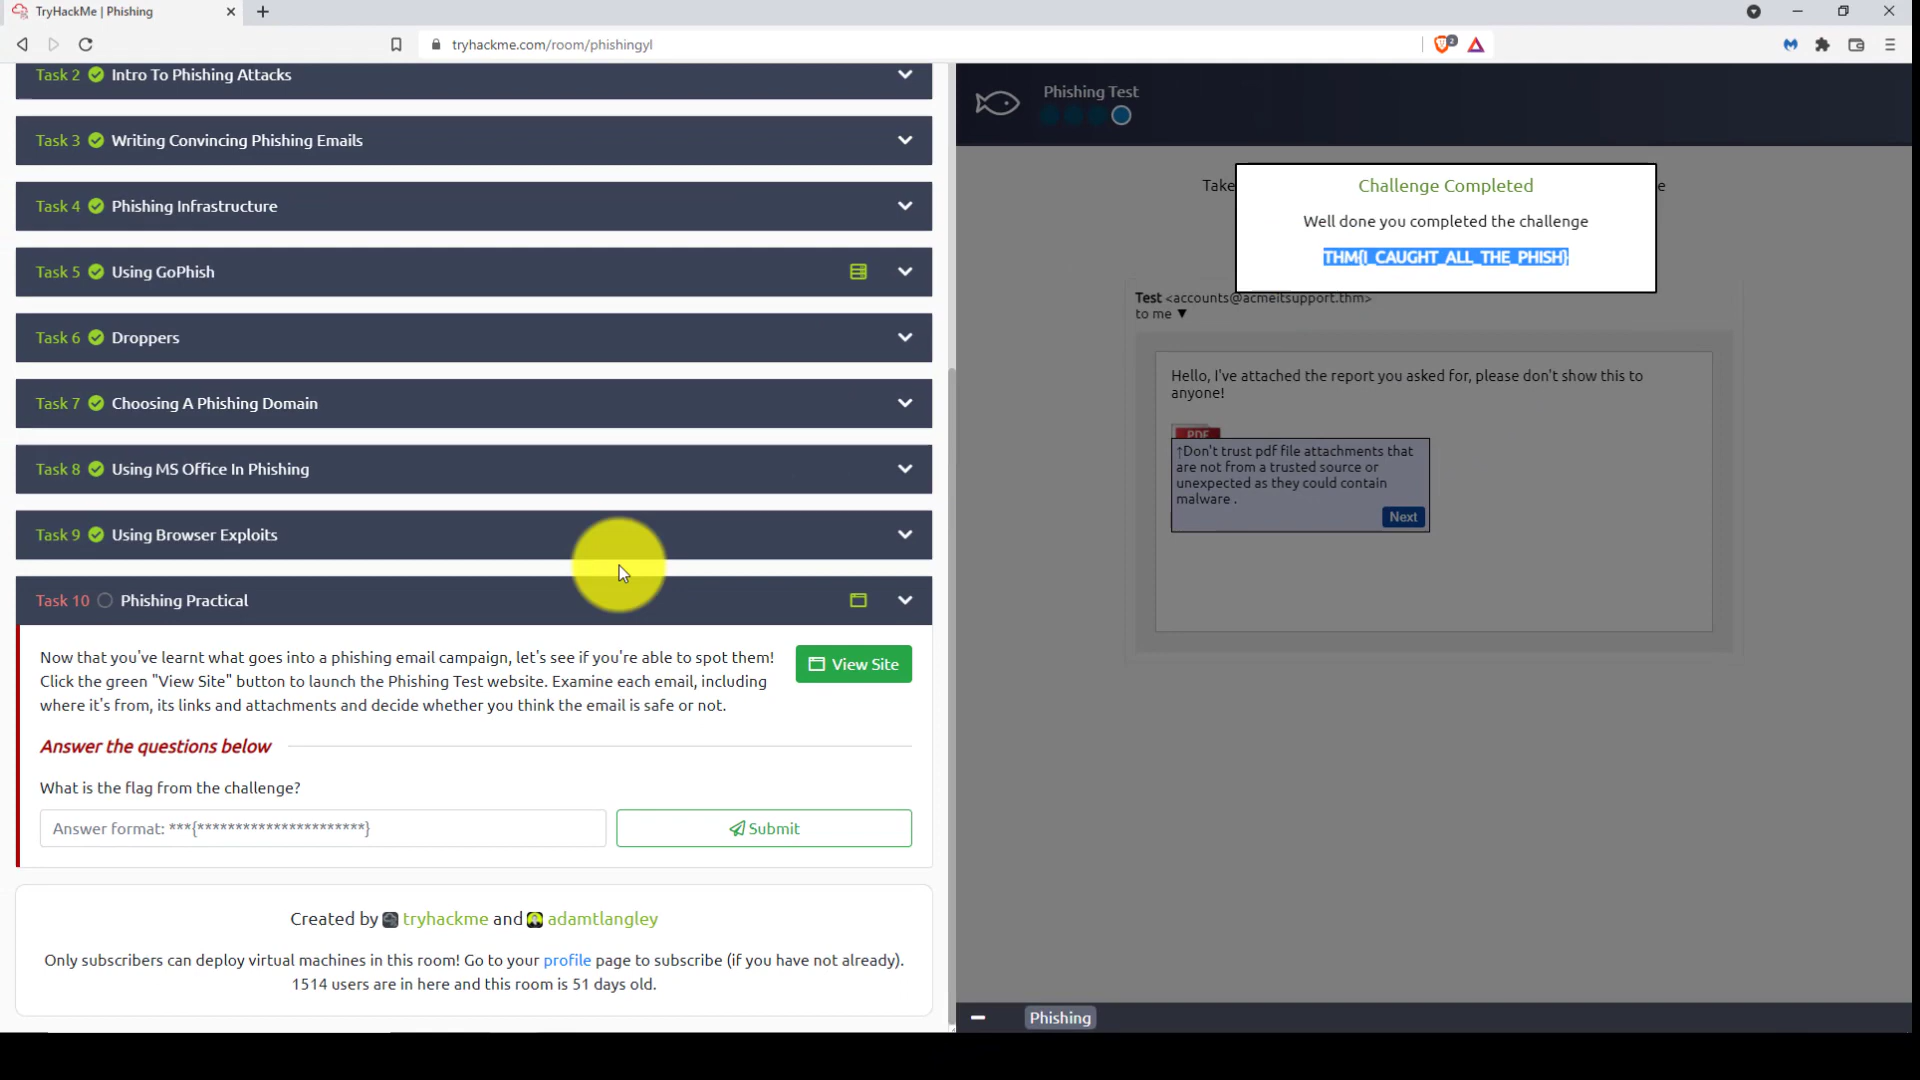 TryHackMe | Phishing
tryhackme.com/room/phishingyl
2
Task 2 Intro To Phishing Attacks
Task 3 Writing Convincing Phishing Emails
Task 4 Phishing Infrastructure
Task 5 Using GoPhish
Task 6 Droppers
Task 7 Choosing A Phishing Domain
Task 8 Using MS Office In Phishing
Task 9 Using Browser Exploits
Task 10 Phishing Practical
Now that you've learnt what goes into a phishing email campaign, let's see if you're able to spot them!
Click the green "View Site" button to launch the Phishing Test website. Examine each email, including
where it's from, its links and attachments and decide whether you think the email is safe or not.
View Site
Answer the questions below
What is the flag from the challenge?
Answer format: ***{**********************}
Submit
Created by tryhackme and adamtlangley
Only subscribers can deploy virtual machines in this room! Go to your profile page to subscribe (if you have not already).
1514 users are in here and this room is 51 days old.
Phishing Test
Take
e
Challenge Completed
Well done you completed the challenge
THM{I_CAUGHT_ALL_THE_PHISH}
Test <accounts@acmeitsupport.thm>
to me ▼
Hello, I've attached the report you asked for, please don't show this to
anyone!
PDF
↑Don't trust pdf file attachments that
are not from a trusted source or
unexpected as they could contain
malware .
Next
Phishing